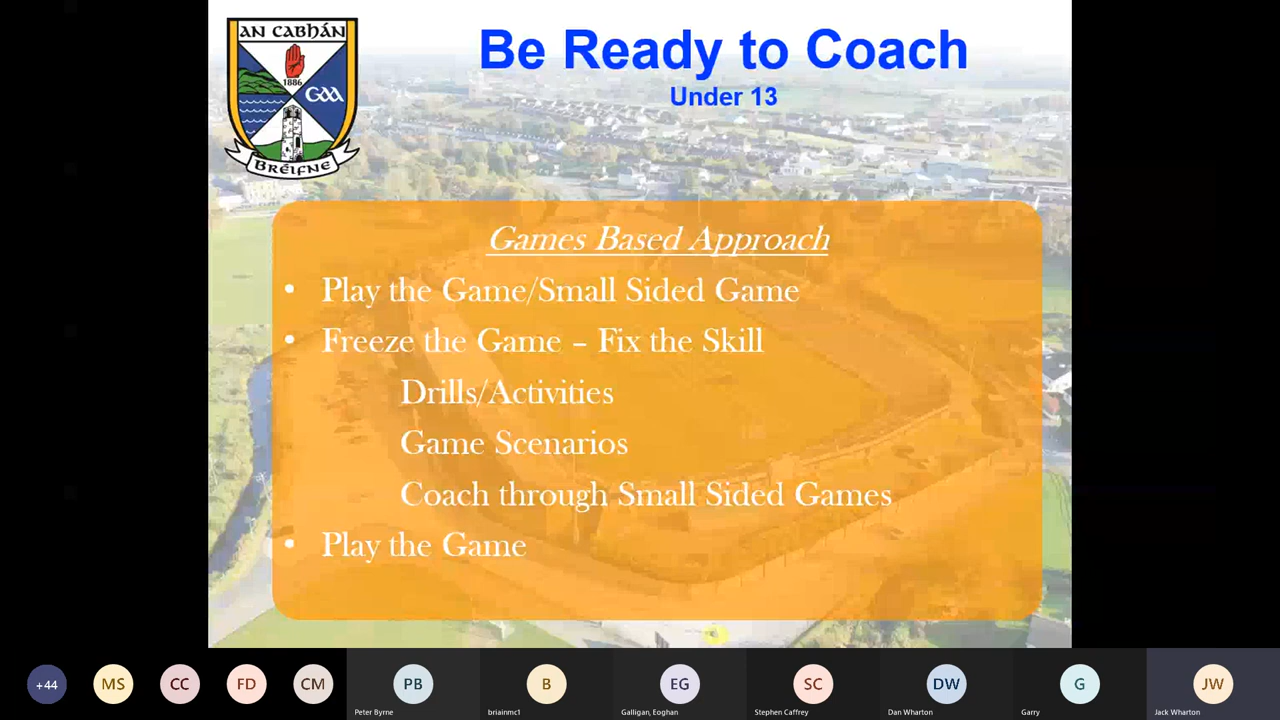 AN CABHÁN
1886
GAA
BRÉIFNE
Be Ready to Coach
Under 13
Games Based Approach
• Play the Game/Small Sided Game
• Freeze the Game – Fix the Skill
Drills/Activities
Game Scenarios
Coach through Small Sided Games
• Play the Game
+44
MS
CC
FD
CM
PB
B
EG
SC
DW
G
JW
Peter Byrne
briainmc1
Galligan, Eoghan
Stephen Caffrey
Dan Wharton
Garry
Jack Wharton